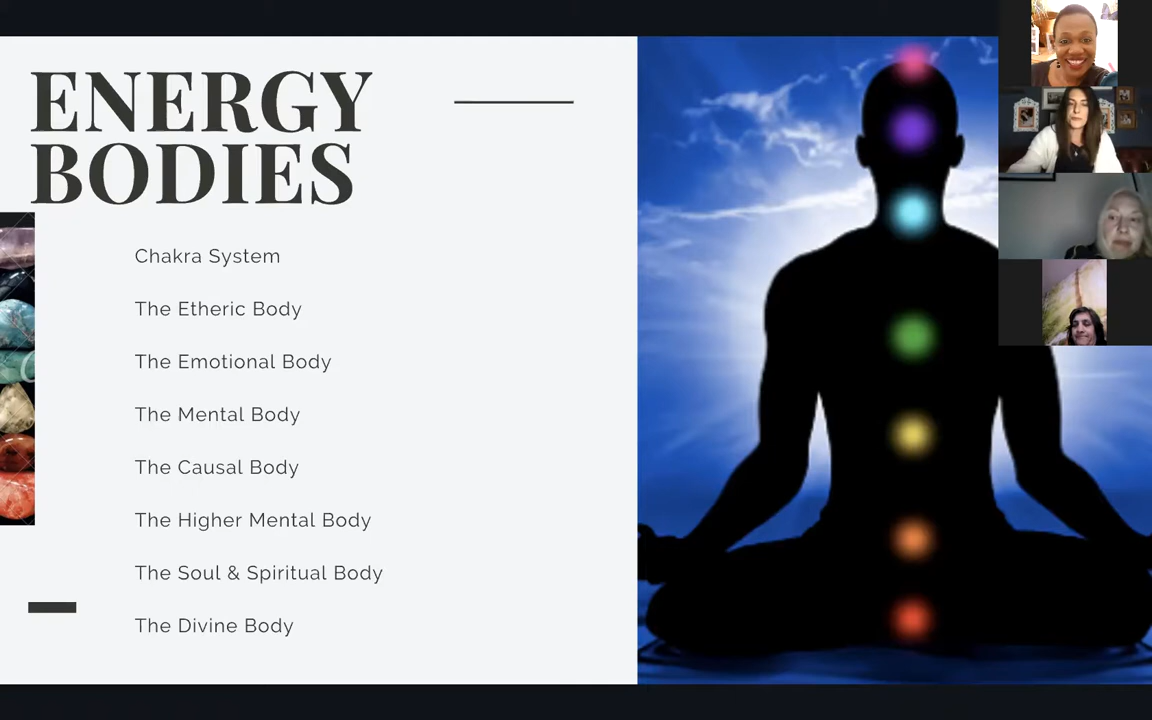 ENERGY
BODIES
Chakra System
The Etheric Body
The Emotional Body
The Mental Body
The Causal Body
The Higher Mental Body
The Soul & Spiritual Body
The Divine Body